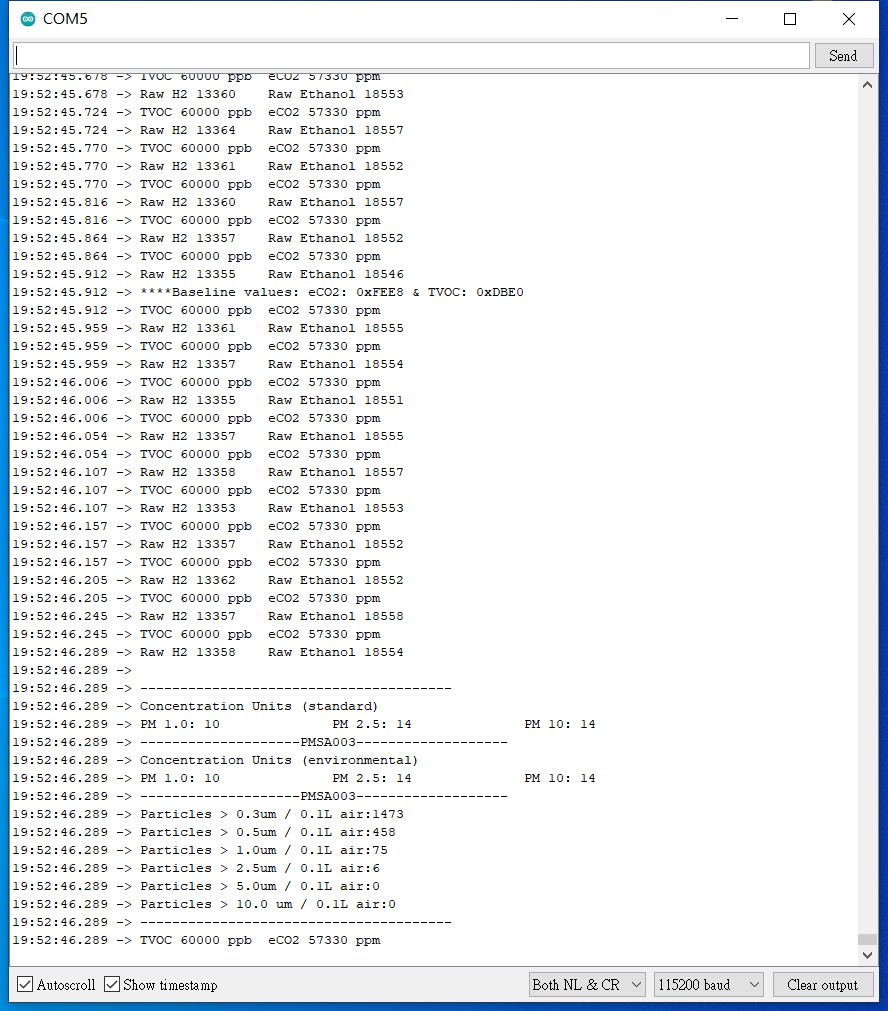 COM5
Send
19:52:45.678 -> TVOC 60000 ppb  eCO2 57330 ppm
19:52:45.678 -> Raw H2 13360    Raw Ethanol 18553
19:52:45.724 -> TVOC 60000 ppb  eCO2 57330 ppm
19:52:45.724 -> Raw H2 13364    Raw Ethanol 18557
19:52:45.770 -> TVOC 60000 ppb  eCO2 57330 ppm
19:52:45.770 -> Raw H2 13361    Raw Ethanol 18552
19:52:45.770 -> TVOC 60000 ppb  eCO2 57330 ppm
19:52:45.816 -> Raw H2 13360    Raw Ethanol 18557
19:52:45.816 -> TVOC 60000 ppb  eCO2 57330 ppm
19:52:45.864 -> Raw H2 13357    Raw Ethanol 18552
19:52:45.864 -> TVOC 60000 ppb  eCO2 57330 ppm
19:52:45.912 -> Raw H2 13355    Raw Ethanol 18546
19:52:45.912 -> ****Baseline values: eCO2: 0xFEE8 & TVOC: 0xDBE0
19:52:45.912 -> TVOC 60000 ppb  eCO2 57330 ppm
19:52:45.959 -> Raw H2 13361    Raw Ethanol 18555
19:52:45.959 -> TVOC 60000 ppb  eCO2 57330 ppm
19:52:45.959 -> Raw H2 13357    Raw Ethanol 18554
19:52:46.006 -> TVOC 60000 ppb  eCO2 57330 ppm
19:52:46.006 -> Raw H2 13355    Raw Ethanol 18551
19:52:46.006 -> TVOC 60000 ppb  eCO2 57330 ppm
19:52:46.054 -> Raw H2 13357    Raw Ethanol 18555
19:52:46.054 -> TVOC 60000 ppb  eCO2 57330 ppm
19:52:46.107 -> Raw H2 13358    Raw Ethanol 18557
19:52:46.107 -> TVOC 60000 ppb  eCO2 57330 ppm
19:52:46.107 -> Raw H2 13353    Raw Ethanol 18553
19:52:46.157 -> TVOC 60000 ppb  eCO2 57330 ppm
19:52:46.157 -> Raw H2 13357    Raw Ethanol 18552
19:52:46.157 -> TVOC 60000 ppb  eCO2 57330 ppm
19:52:46.205 -> Raw H2 13362    Raw Ethanol 18552
19:52:46.205 -> TVOC 60000 ppb  eCO2 57330 ppm
19:52:46.245 -> Raw H2 13357    Raw Ethanol 18558
19:52:46.245 -> TVOC 60000 ppb  eCO2 57330 ppm
19:52:46.289 -> Raw H2 13358    Raw Ethanol 18554
19:52:46.289 ->
19:52:46.289 -> ---------------------------------------
19:52:46.289 -> Concentration Units (standard)
19:52:46.289 -> PM 1.0: 10              PM 2.5: 14              PM 10: 14
19:52:46.289 -> --------------------PMSA003-------------------
19:52:46.289 -> Concentration Units (environmental)
19:52:46.289 -> PM 1.0: 10              PM 2.5: 14              PM 10: 14
19:52:46.289 -> --------------------PMSA003-------------------
19:52:46.289 -> Particles > 0.3um / 0.1L air:1473
19:52:46.289 -> Particles > 0.5um / 0.1L air:458
19:52:46.289 -> Particles > 1.0um / 0.1L air:75
19:52:46.289 -> Particles > 2.5um / 0.1L air:6
19:52:46.289 -> Particles > 5.0um / 0.1L air:0
19:52:46.289 -> Particles > 10.0 um / 0.1L air:0
19:52:46.289 -> ---------------------------------------
19:52:46.289 -> TVOC 60000 ppb  eCO2 57330 ppm
Autoscroll Show timestamp Both NL & CR 115200 baud Clear output